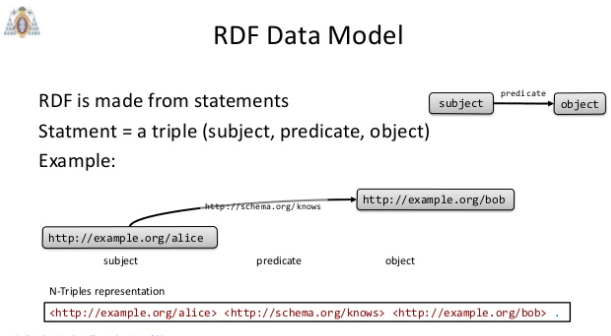 RDF Data Model
RDF is made from statements
subject predicate object
Statment = a triple (subject, predicate, object)
Example:
http://schema.org/knows
http://example.org/bob
http://example.org/alice
subject predicate object
N-Triples representation
<http://example.org/alice> <http://schema.org/knows> <http://example.org/bob> .